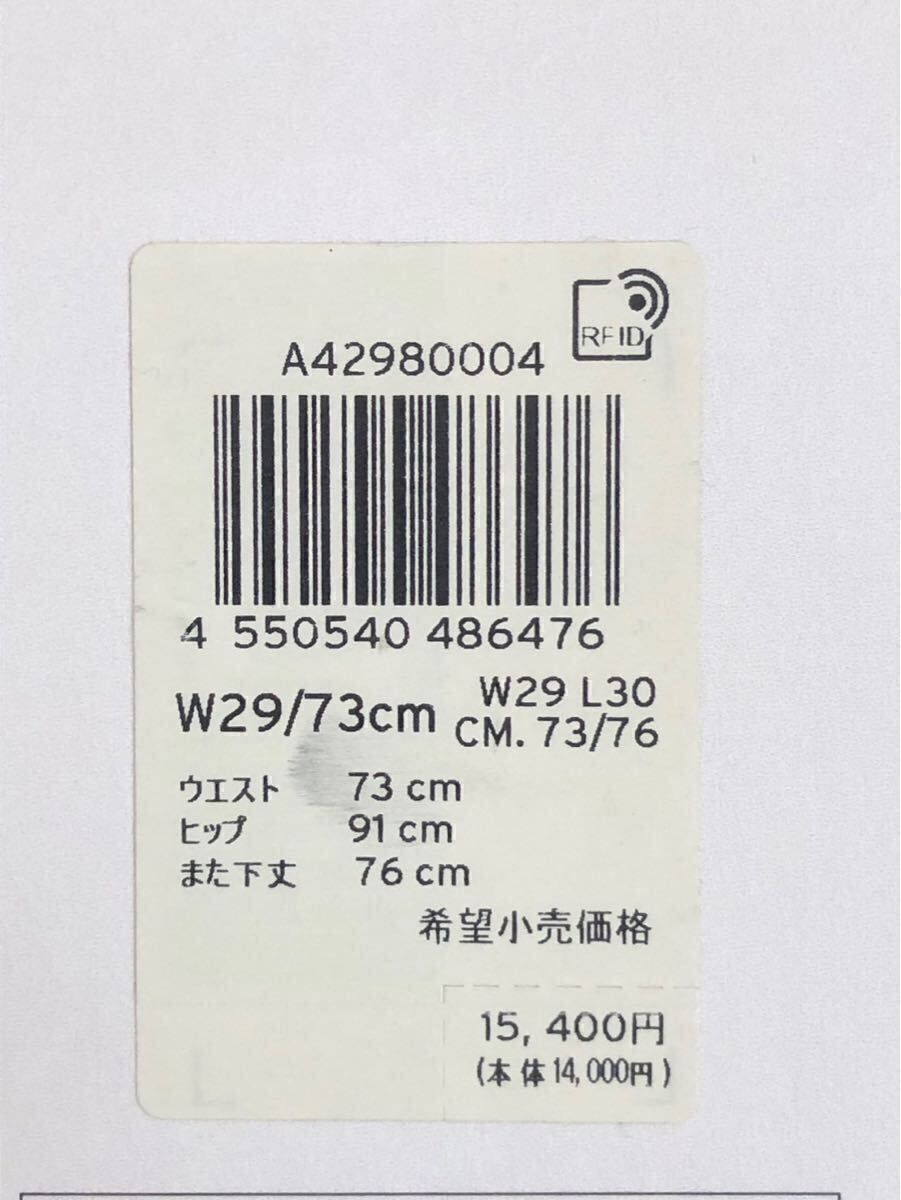 RFID
A42980004
4 550540 486476
W29/73cm
W29 L30
CM. 73/76
ウエスト 73 cm
ヒップ 91 cm
また下丈 76 cm
希望小売価格
15,400円
(本体14,000円)